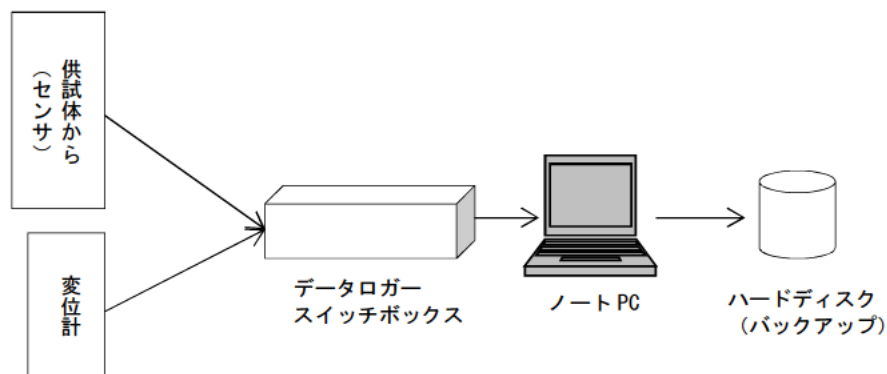 供試体から
（センサ）
変位計
データロガー
スイッチボックス
ノートPC
ハードディスク
（バックアップ）